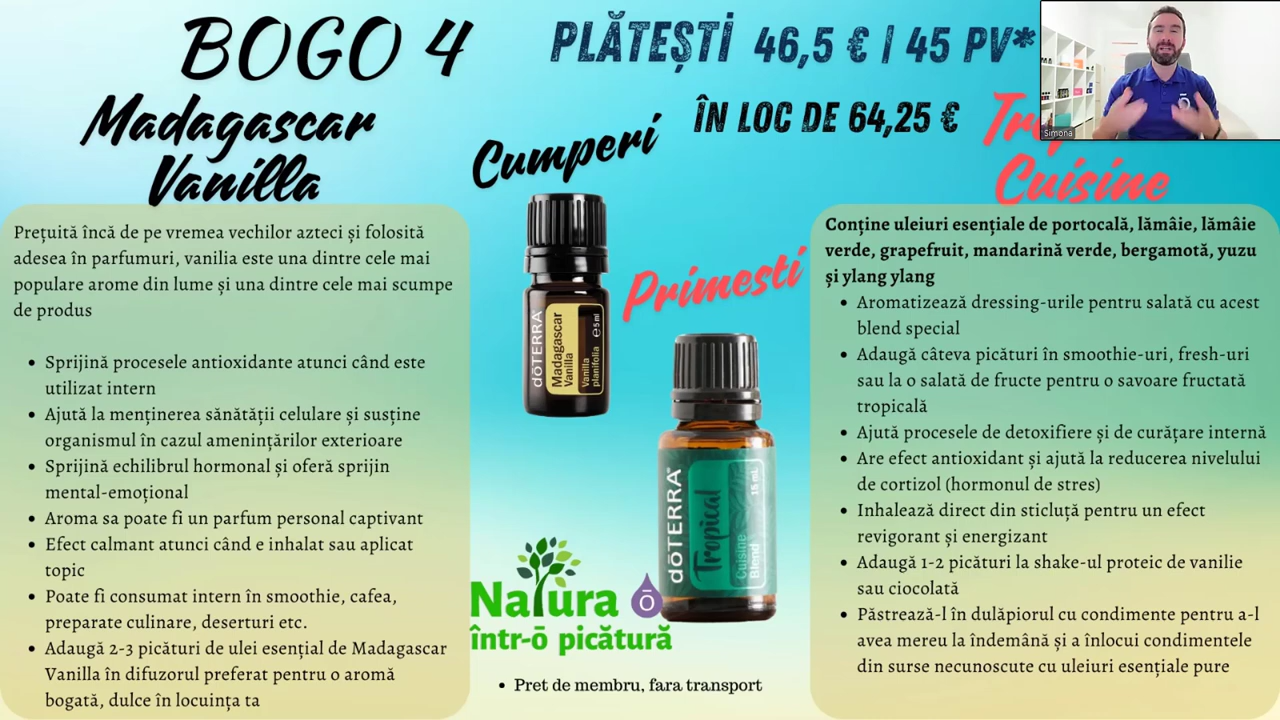 BOGO 4
Madagascar
Vanilla
PLĂTEȘTI 46,5 € | 45 PV*
ÎN LOC DE 64,25 €
Cuisine
Simona
Cumperi
Primesti
Prețuită încă de pe vremea vechilor azteci și folosită
adesea în parfumuri, vanilia este una dintre cele mai
populare arome din lume și una dintre cele mai scumpe
de produs
Sprijină procesele antioxidante atunci când este
utilizat intern
Ajută la menținerea sănătății celulare și susține
organismul în cazul amenințărilor exterioare
Sprijină echilibrul hormonal și oferă sprijin
mental-emoțional
Aroma sa poate fi un parfum personal captivant
Efect calmant atunci când e inhalat sau aplicat
topic
Poate fi consumat intern în smoothie, cafea,
preparate culinare, deserturi etc.
Adaugă 2-3 picături de ulei esențial de Madagascar
Vanilla în difuzorul preferat pentru o aromă
bogată, dulce în locuința ta
dōTERRA
Madagascar
Vanilla
Vanilla
planifolia
5 ml
dōTERRA
Tropical
Cuisine
Blend
15 mL
Natura ō
într-ō picătură
Pret de membru, fara transport
Conține uleiuri esențiale de portocală, lămâie, lămâie
verde, grapefruit, mandarină verde, bergamotă, yuzu
și ylang ylang
Aromatizează dressing-urile pentru salată cu acest
blend special
Adaugă câteva picături în smoothie-uri, fresh-uri
sau la o salată de fructe pentru o savoare fructată
tropicală
Ajută procesele de detoxifiere și de curățare internă
Are efect antioxidant și ajută la reducerea nivelului
de cortizol (hormonul de stres)
Inhalează direct din sticluță pentru un efect
revigorant și energizant
Adaugă 1-2 picături la shake-ul proteic de vanilie
sau ciocolată
Păstrează-l în dulăpiorul cu condimente pentru a-l
avea mereu la îndemână și a înlocui condimentele
din surse necunoscute cu uleiuri esențiale pure